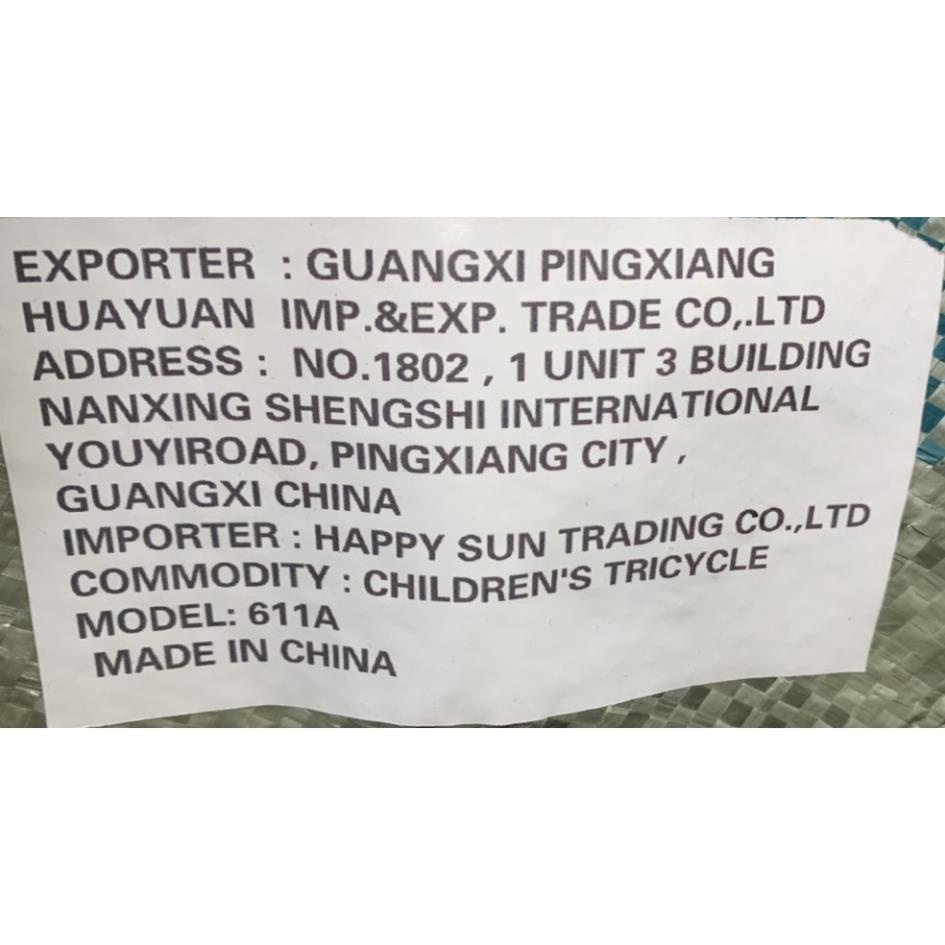 EXPORTER : GUANGXI PINGXIANG
HUAYUAN IMP.&EXP. TRADE CO,.LTD
ADDRESS : NO.1802 , 1 UNIT 3 BUILDING
NANXING SHENGSHI INTERNATIONAL
YOUYIROAD, PINGXIANG CITY ,
GUANGXI CHINA
IMPORTER : HAPPY SUN TRADING CO.,LTD
COMMODITY : CHILDREN'S TRICYCLE
MODEL: 611A
MADE IN CHINA